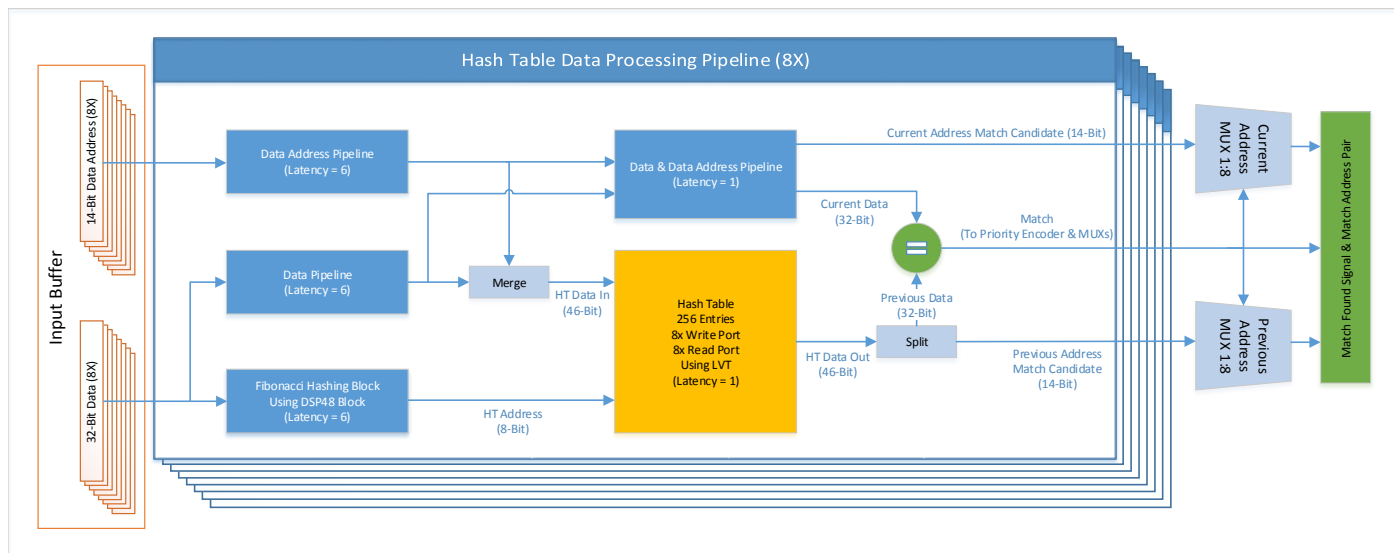 Hash Table Data Processing Pipeline (8X)
Input Buffer
14-Bit Data Address (8X)
32-Bit Data (8X)
Data Address Pipeline
(Latency = 6)
Data Pipeline
(Latency = 6)
Fibonacci Hashing Block
Using DSP48 Block
(Latency = 6)
Merge
HT Data In
(46-Bit)
HT Address
(8-Bit)
Data & Data Address Pipeline
(Latency = 1)
Hash Table
256 Entries
8x Write Port
8x Read Port
Using LVT
(Latency = 1)
Current Address Match Candidate (14-Bit)
Current Data
(32-Bit)
=
Match
(To Priority Encoder & MUXs)
Previous Data
(32-Bit)
Split
HT Data Out
(46-Bit)
Previous Address
Match Candidate
(14-Bit)
Current
Address
MUX 1:8
Previous
Address
MUX 1:8
Match Found Signal & Match Address Pair